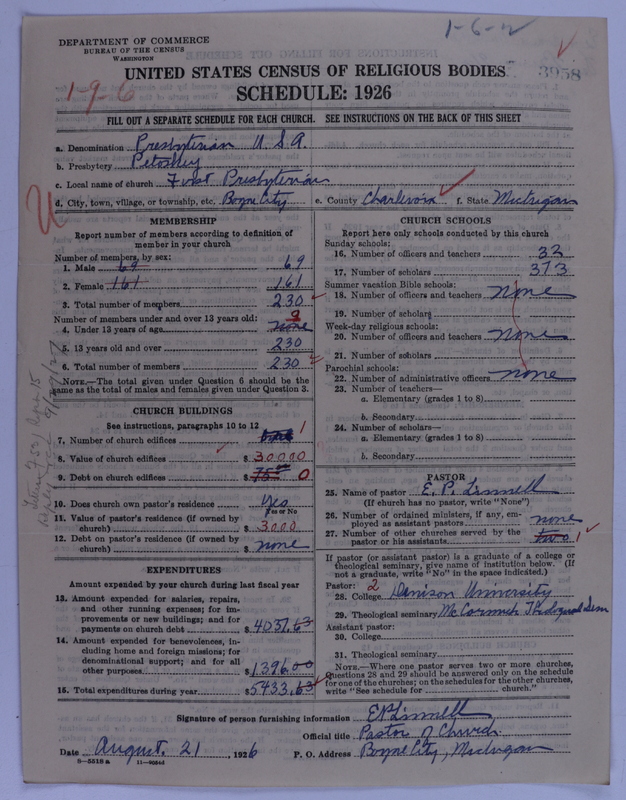 1-6-2
DEPARTMENT OF COMMERCE
BUREAU OF THE CENSUS
WASHINGTON
UNITED STATES CENSUS OF RELIGIOUS BODIES
3958
1-9-6
SCHEDULE: 1926
FILL OUT A SEPARATE SCHEDULE FOR EACH CHURCH. SEE INSTRUCTIONS ON THE BACK OF THIS SHEET
a. Denomination Presbyterian U.S.A.
b. Presbytery Petoskey
c. Local name of church First Presbyterian
d. City, town, village, or township, etc. Boyne City e. County Charlevoix f. State Michigan
MEMBERSHIP
Report number of members according to definition of
member in your church
Number of members, by sex:
1. Male 69 69
2. Female 161 161
3. Total number of members 230
Number of members under and over 13 years old:
4. Under 13 years of age none
5. 13 years old and over 230
6. Total number of members 230
NOTE.—The total given under Question 6 should be the
same as the total of males and females given under Question 3.
CHURCH BUILDINGS
See instructions, paragraphs 10 to 12
7. Number of church edifices 1
8. Value of church edifices $30000
9. Debt on church edifices $75.00 0
10. Does church own pastor's residence Yes
Yes or No
11. Value of pastor's residence (if owned by
church) $3000
12. Debt on pastor's residence (if owned by
church) $none
EXPENDITURES
Amount expended by your church during last fiscal year
13. Amount expended for salaries, repairs,
and other running expenses; for im-
provements or new buildings; and for
payments on church debt $4037.63
14. Amount expended for benevolences, in-
cluding home and foreign missions; for
denominational support; and for all
other purposes $1396.00
15. Total expenditures during year $5433.63
CHURCH SCHOOLS
Report here only schools conducted by this church
Sunday schools:
16. Number of officers and teachers 32
17. Number of scholars 373
Summer vacation Bible schools:
18. Number of officers and teachers none
19. Number of scholars
Week-day religious schools:
20. Number of officers and teachers none
21. Number of scholars
Parochial schools:
22. Number of administrative officers none
23. Number of teachers—
a. Elementary (grades 1 to 8)
b. Secondary
24. Number of scholars—
a. Elementary (grades 1 to 8)
b. Secondary
PASTOR
25. Name of pastor E. P. Linnell
(If church has no pastor, write "None")
26. Number of ordained ministers, if any, em-
ployed as assistant pastors none
27. Number of other churches served by the
pastor or his assistants two 1
If pastor (or assistant pastor) is a graduate of a college or
theological seminary, give name of institution below. (If
not a graduate, write "No" in the space indicated.)
Pastor: 2
28. College Denison University
29. Theological seminary McCormick Theological Sem
Assistant pastor:
30. College
31. Theological seminary
NOTE.—Where one pastor serves two or more churches,
Questions 28 and 29 should be answered only on the schedule
for one of the churches; on the schedules for the other churches,
write "See schedule for church."
Signature of person furnishing information E P Linnell
Official title Pastor of Church
Date August 21, 1926 P. O. Address Boyne City, Michigan
8—5518 a